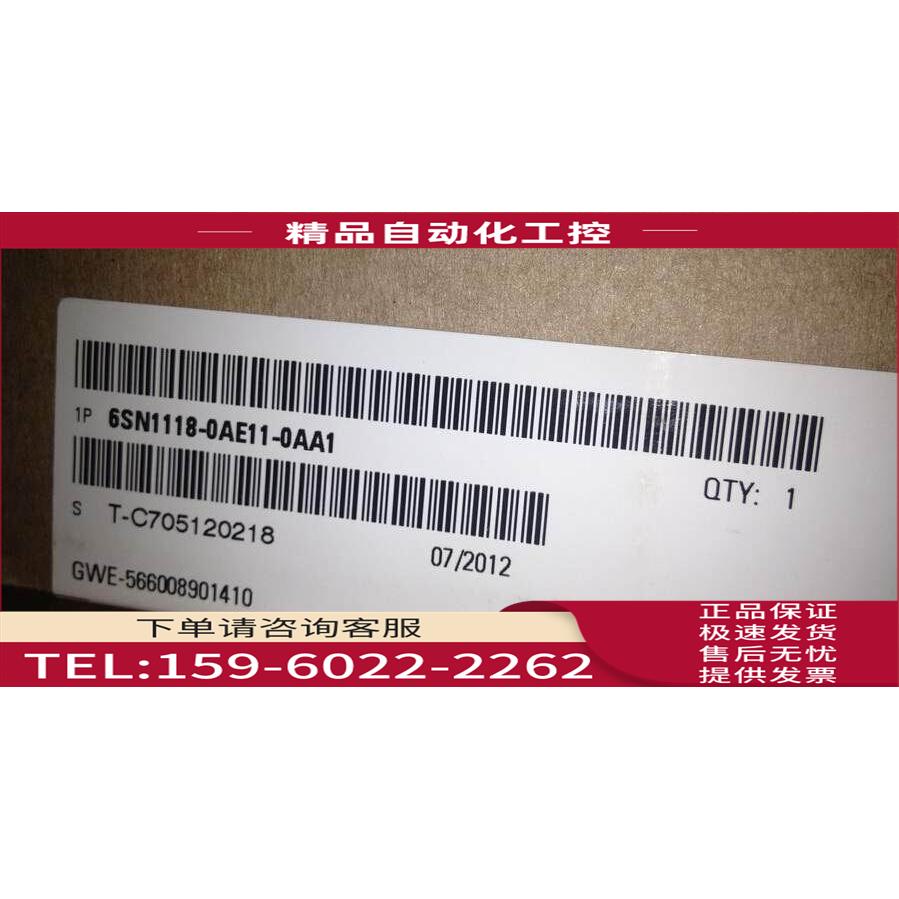 精品自动化工控
1P 6SN1118-0AE11-0AA1
QTY: 1
S T-C705120218
07/2012
GWE-566008901410
下单请咨询客服
TEL:159-6022-2262
正品保证
极速发货
售后无忧
提供发票